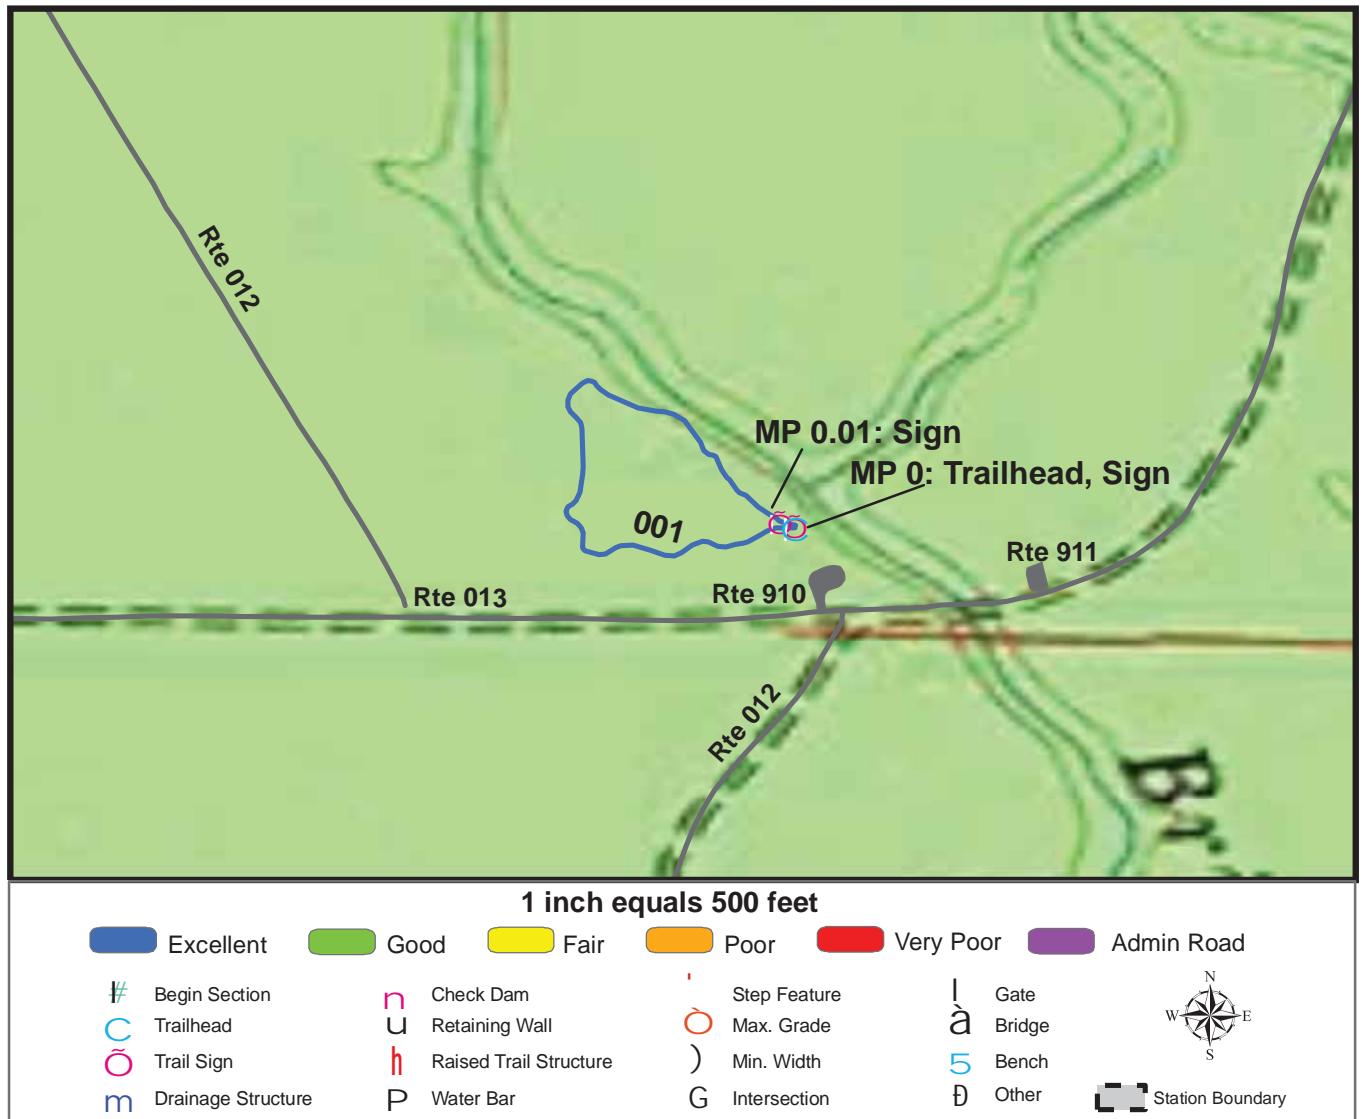 Rte 012
MP 0.01: Sign
MP 0: Trailhead, Sign
001
Rte 911
Rte 013
Rte 910
Rte 012
Br
1 inch equals 500 feet
Excellent
Good
Fair
Poor
Very Poor
Admin Road
# Begin Section
C Trailhead
Õ Trail Sign
m Drainage Structure
n Check Dam
u Retaining Wall
h Raised Trail Structure
P Water Bar
' Step Feature
Ò Max. Grade
) Min. Width
G Intersection
l Gate
à Bridge
5 Bench
Ð Other
N
W E
S
Station Boundary